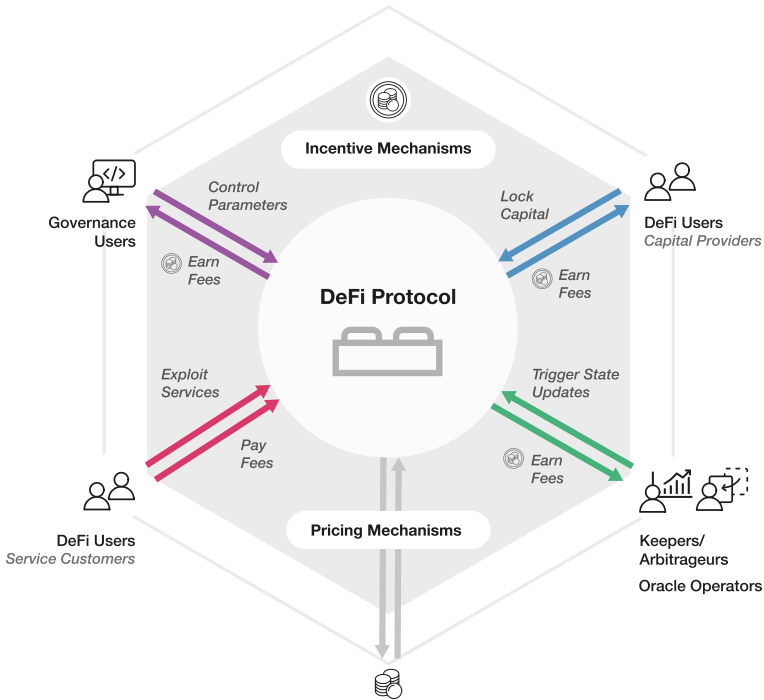 Incentive Mechanisms
Control
Parameters
Lock
Capital
Governance
Users
DeFi Users
Capital Providers
Earn
Fees
Earn
Fees
DeFi Protocol
Exploit
Services
Trigger State
Updates
Pay
Fees
Earn
Fees
Pricing Mechanisms
DeFi Users
Service Customers
Keepers/
Arbitrageurs
Oracle Operators